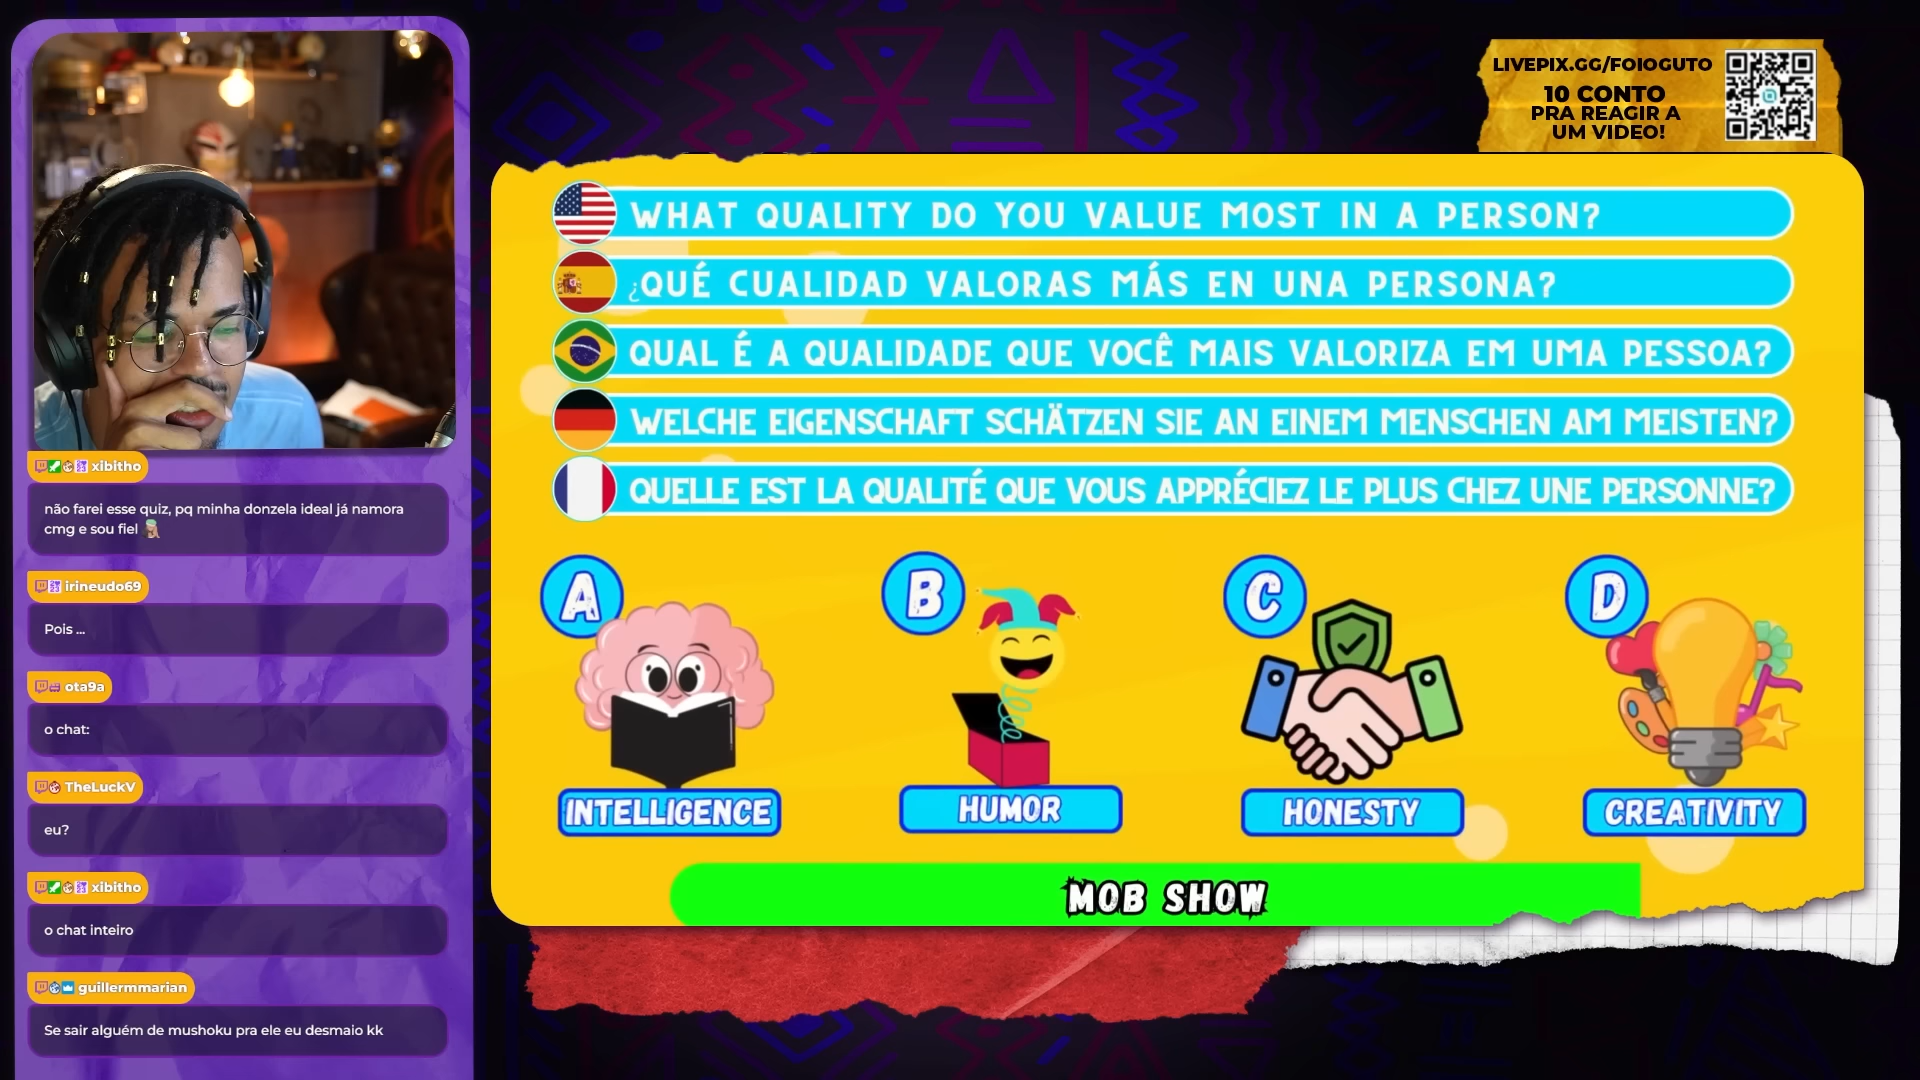 LIVEPIX.GG/FOIOGUTO
10 CONTO
PRA REAGIR A
UM VIDEO!
WHAT QUALITY DO YOU VALUE MOST IN A PERSON?
¿QUÉ CUALIDAD VALORAS MÁS EN UNA PERSONA?
QUAL É A QUALIDADE QUE VOCÊ MAIS VALORIZA EM UMA PESSOA?
WELCHE EIGENSCHAFT SCHÄTZEN SIE AN EINEM MENSCHEN AM MEISTEN?
QUELLE EST LA QUALITÉ QUE VOUS APPRÉCIEZ LE PLUS CHEZ UNE PERSONNE?
A
INTELLIGENCE
B
HUMOR
C
HONESTY
D
CREATIVITY
MOB SHOW
xibitho
não farei esse quiz, pq minha donzela ideal já namora
cmg e sou fiel
irineudo69
Pois ...
ota9a
o chat:
TheLuckV
eu?
xibitho
o chat inteiro
guillermmarian
Se sair alguém de mushoku pra ele eu desmaio kk